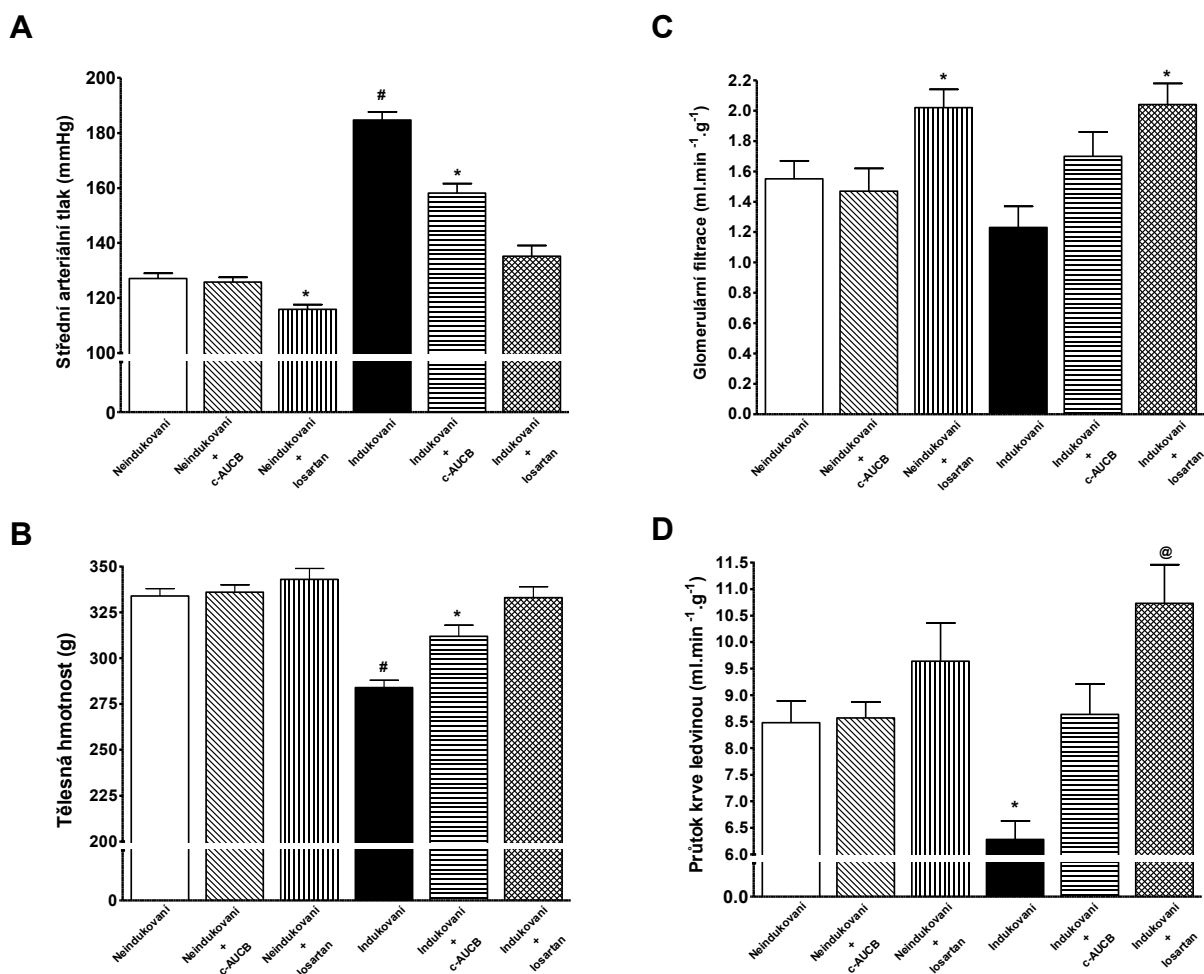 A
Střední arteriální tlak (mmHg)
200
180
160
140
120
100
0
*
#
*
Neindukovaní
Neindukovaní + c-AUCB
Neindukovaní + losartan
Indukovaní
Indukovaní + c-AUCB
Indukovaní + losartan
B
Tělesná hmotnost (g)
350
325
300
275
250
225
200
0
#
*
Neindukovaní
Neindukovaní + c-AUCB
Neindukovaní + losartan
Indukovaní
Indukovaní + c-AUCB
Indukovaní + losartan
C
Glomerulární filtrace (ml.min⁻¹.g⁻¹)
2.2
2.0
1.8
1.6
1.4
1.2
1.0
0.8
0.6
0.4
0.2
0.0
*
*
Neindukovaní
Neindukovaní + c-AUCB
Neindukovaní + losartan
Indukovaní
Indukovaní + c-AUCB
Indukovaní + losartan
D
Průtok krve ledvinou (ml.min⁻¹.g⁻¹)
11.5
11.0
10.5
10.0
9.5
9.0
8.5
8.0
7.5
7.0
6.5
6.0
0.0
*
@
Neindukovaní
Neindukovaní + c-AUCB
Neindukovaní + losartan
Indukovaní
Indukovaní + c-AUCB
Indukovaní + losartan